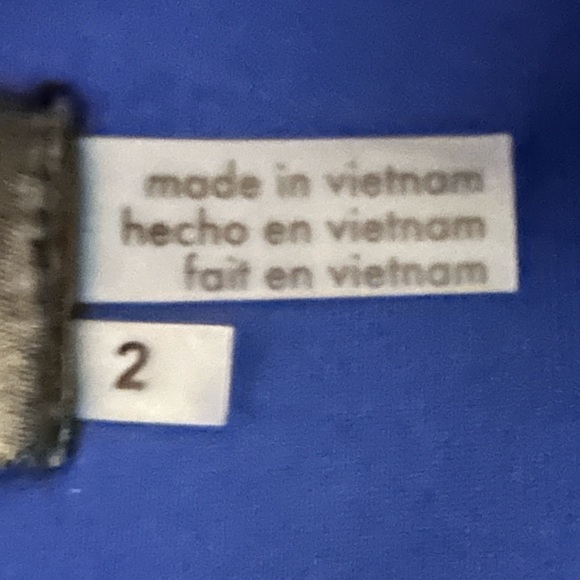 made in vietnam
hecho en vietnam
fait en vietnam
2